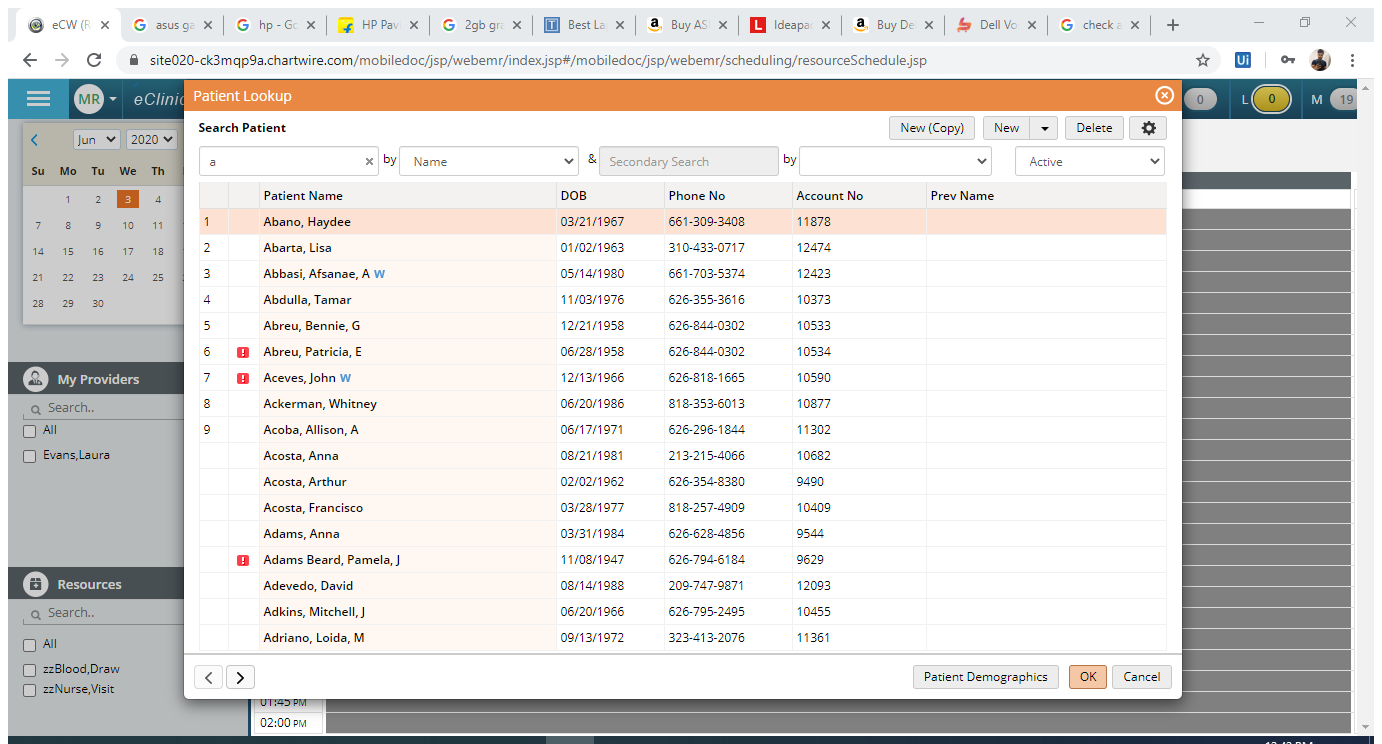 eCW (R asus ga hp - Go HP Pavi 2gb gra Best La Buy AS Ideapa Buy De Dell Vo check a
site020-ck3mqp9a.chartwire.com/mobiledoc/jsp/webemr/index.jsp#/mobiledoc/jsp/webemr/scheduling/resourceSchedule.jsp
MR eClinic Patient Lookup 0 L 0 M 19
Jun 2020
Su Mo Tu We Th
1 2 3 4
7 8 9 10 11
14 15 16 17 18
21 22 23 24 25
28 29 30
My Providers
Search..
All
Evans,Laura
Resources
Search..
All
zzBlood,Draw
zzNurse,Visit
Search Patient New (Copy) New Delete
a by Name & Secondary Search by Active
Patient Name DOB Phone No Account No Prev Name
1 Abano, Haydee 03/21/1967 661-309-3408 11878
2 Abarta, Lisa 01/02/1963 310-433-0717 12474
3 Abbasi, Afsanae, A W 05/14/1980 661-703-5374 12423
4 Abdulla, Tamar 11/03/1976 626-355-3616 10373
5 Abreu, Bennie, G 12/21/1958 626-844-0302 10533
6 Abreu, Patricia, E 06/28/1958 626-844-0302 10534
7 Aceves, John W 12/13/1966 626-818-1665 10590
8 Ackerman, Whitney 06/20/1986 818-353-6013 10877
9 Acoba, Allison, A 06/17/1971 626-296-1844 11302
Acosta, Anna 08/21/1981 213-215-4066 10682
Acosta, Arthur 02/02/1962 626-354-8380 9490
Acosta, Francisco 03/28/1977 818-257-4909 10409
Adams, Anna 03/31/1984 626-628-4856 9544
Adams Beard, Pamela, J 11/08/1947 626-794-6184 9629
Adevedo, David 08/14/1988 209-747-9871 12093
Adkins, Mitchell, J 06/20/1966 626-795-2495 10455
Adriano, Loida, M 09/13/1972 323-413-2076 11361
Patient Demographics OK Cancel
01:45 PM
02:00 PM